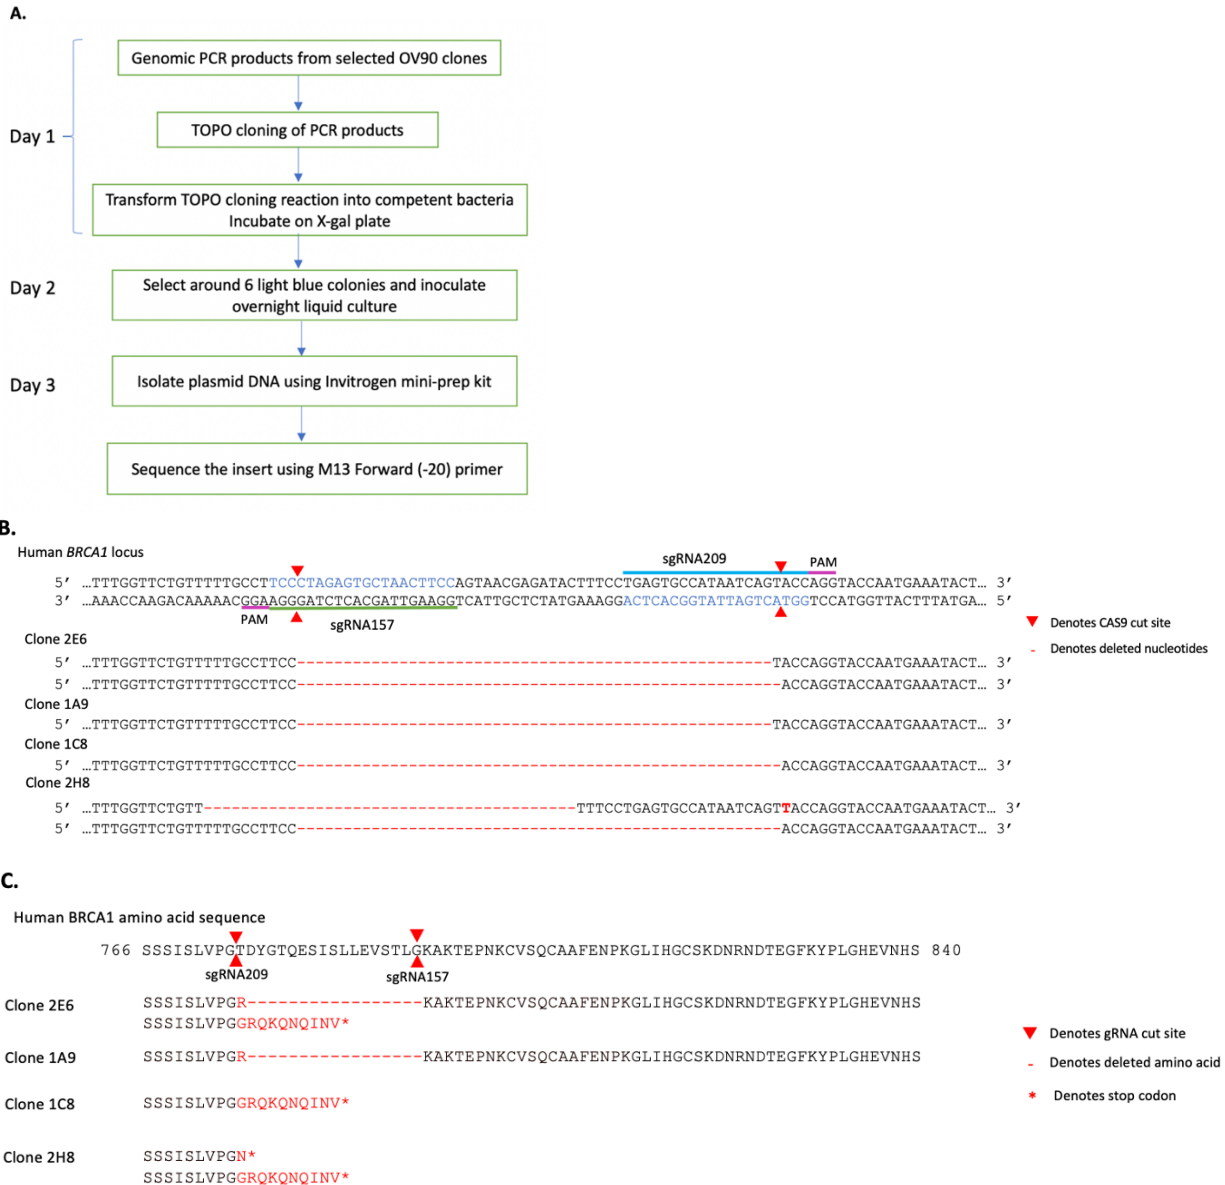 A.
Genomic PCR products from selected OV90 clones
Day 1
TOPO cloning of PCR products
Transform TOPO cloning reaction into competent bacteria
Incubate on X-gal plate
Day 2
Select around 6 light blue colonies and inoculate
overnight liquid culture
Day 3
Isolate plasmid DNA using Invitrogen mini-prep kit
Sequence the insert using M13 Forward (-20) primer
B.
Human BRCA1 locus
sgRNA209
PAM
5’ …TTTGGTTCTGTTTTTGCCTTCCCTAGAGTGCTAACTTCCAGTAACGAGATACTTTCCTGAGTGCCATAATCAGTACCAGGTACCAATGAAATACT… 3’
3’ …AAACCAAGACAAAAACGGAAGGGATCTCACGATTGAAGGTCATTGCTCTATGAAAGGACTCACGGTATTAGTCATGGTCCATGGTTACTTTATGA… 5’
PAM
sgRNA157
Denotes CAS9 cut site
- Denotes deleted nucleotides
Clone 2E6
5’ …TTTGGTTCTGTTTTTGCCTTCC---------------------------------------------------TACCAGGTACCAATGAAATACT… 3’
5’ …TTTGGTTCTGTTTTTGCCTTCC----------------------------------------------------ACCAGGTACCAATGAAATACT… 3’
Clone 1A9
5’ …TTTGGTTCTGTTTTTGCCTTCC---------------------------------------------------TACCAGGTACCAATGAAATACT… 3’
Clone 1C8
5’ …TTTGGTTCTGTTTTTGCCTTCC----------------------------------------------------ACCAGGTACCAATGAAATACT… 3’
Clone 2H8
5’ …TTTGGTTCTGTT----------------------------------------TTTCCTGAGTGCCATAATCAGTTACCAGGTACCAATGAAATACT… 3’
5’ …TTTGGTTCTGTTTTTGCCTTCC----------------------------------------------------ACCAGGTACCAATGAAATACT… 3’
C.
Human BRCA1 amino acid sequence
766 SSSISLVPGTDYGTQESISLLEVSTLGKAKTEPNKCVSQCAAFENPKGLIHGCSKDNRNDTEGFKYPLGHEVNHS 840
sgRNA209
sgRNA157
Clone 2E6
SSSISLVPGR-----------------KAKTEPNKCVSQCAAFENPKGLIHGCSKDNRNDTEGFKYPLGHEVNHS
SSSISLVPGGRQKQNQINV*
Clone 1A9
SSSISLVPGR-----------------KAKTEPNKCVSQCAAFENPKGLIHGCSKDNRNDTEGFKYPLGHEVNHS
Clone 1C8
SSSISLVPGGRQKQNQINV*
Clone 2H8
SSSISLVPGN*
SSSISLVPGGRQKQNQINV*
Denotes gRNA cut site
- Denotes deleted amino acid
* Denotes stop codon